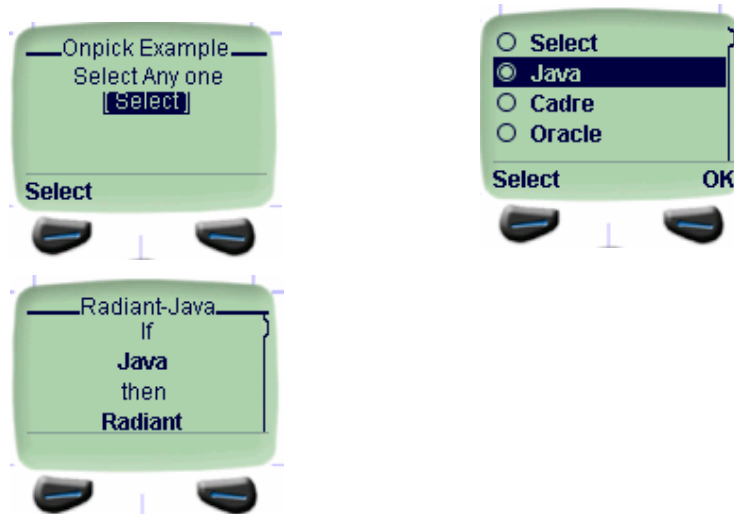 Onpick Example
Select Any one
[Select]
Select
Select
Java
Cadre
Oracle
Select OK
Radiant-Java
If
Java
then
Radiant